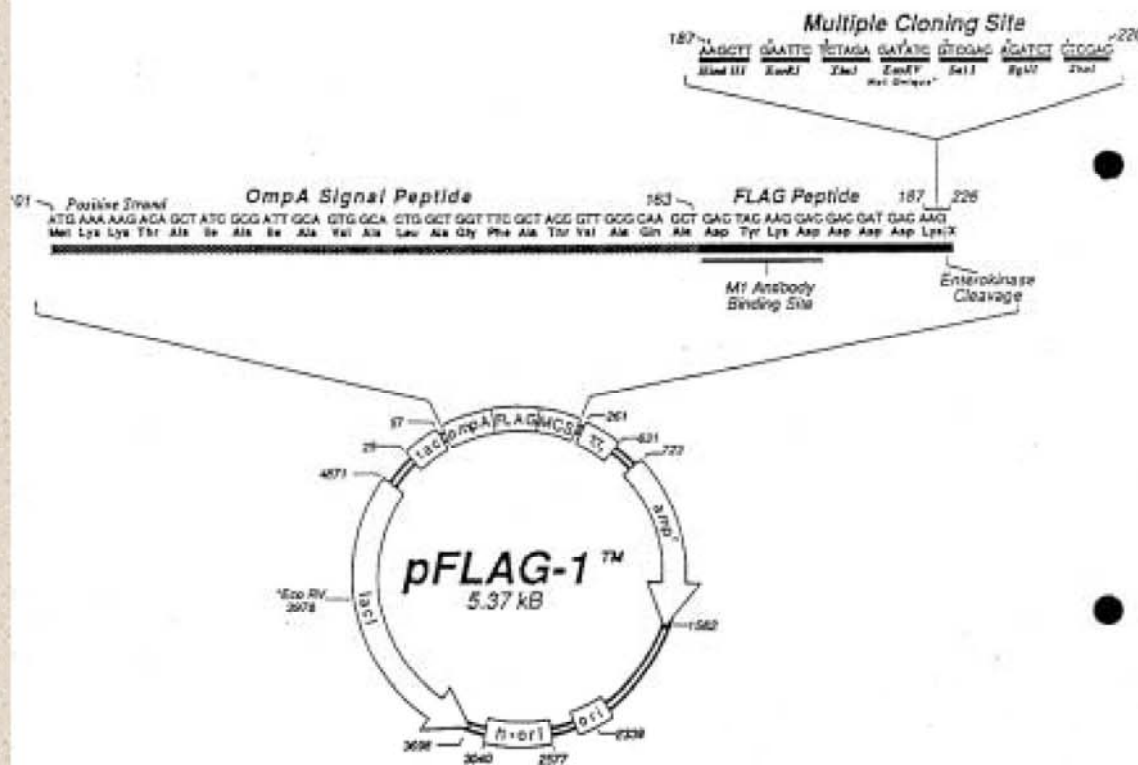 Multiple Cloning Site
187 AAGCTT GAATTC TCTAGA GATATC GTCGAC AGATCT CTCGAG
Hind III EcoRI XbaI EcoRV Sal I BglII XhoI
Not Unique*
Positive Strand OmpA Signal Peptide 163 FLAG Peptide 187 226
ATG AAA AAG ACA GCT ATC GCG ATT GCA GTG GCA CTG GCT GGT TTC GCT ACC GTT GCG CAA GCT GAC TAC AAG GAC GAC GAT GAC AAG
Met Lys Lys Thr Ala Ile Ala Ile Ala Val Ala Leu Ala Gly Phe Ala Thr Val Ala Gln Ala Asp Tyr Lys Asp Asp Asp Asp Lys X
M1 Antibody
Binding Site
Enterokinase
Cleavage
tac ompA FLAG MCS
261
631
723
4871
ampr
pFLAG-1 ™
5.37 kB
*Eco RV
3978
lacI
1582
3698
3040
f1-ori
2577
ori
2339